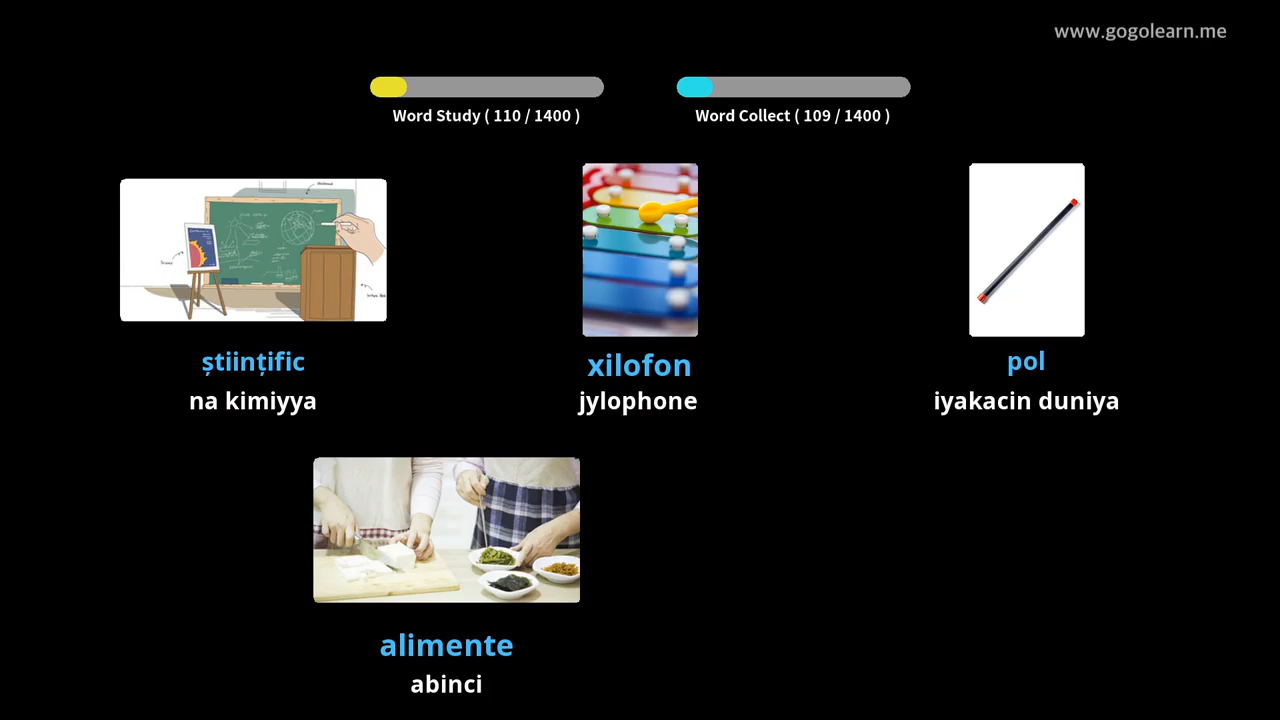 www.gogolearn.me
Word Study ( 110 / 1400 )
Word Collect ( 109 / 1400 )
științific
na kimiyya
xilofon
jylophone
pol
iyakacin duniya
alimente
abinci